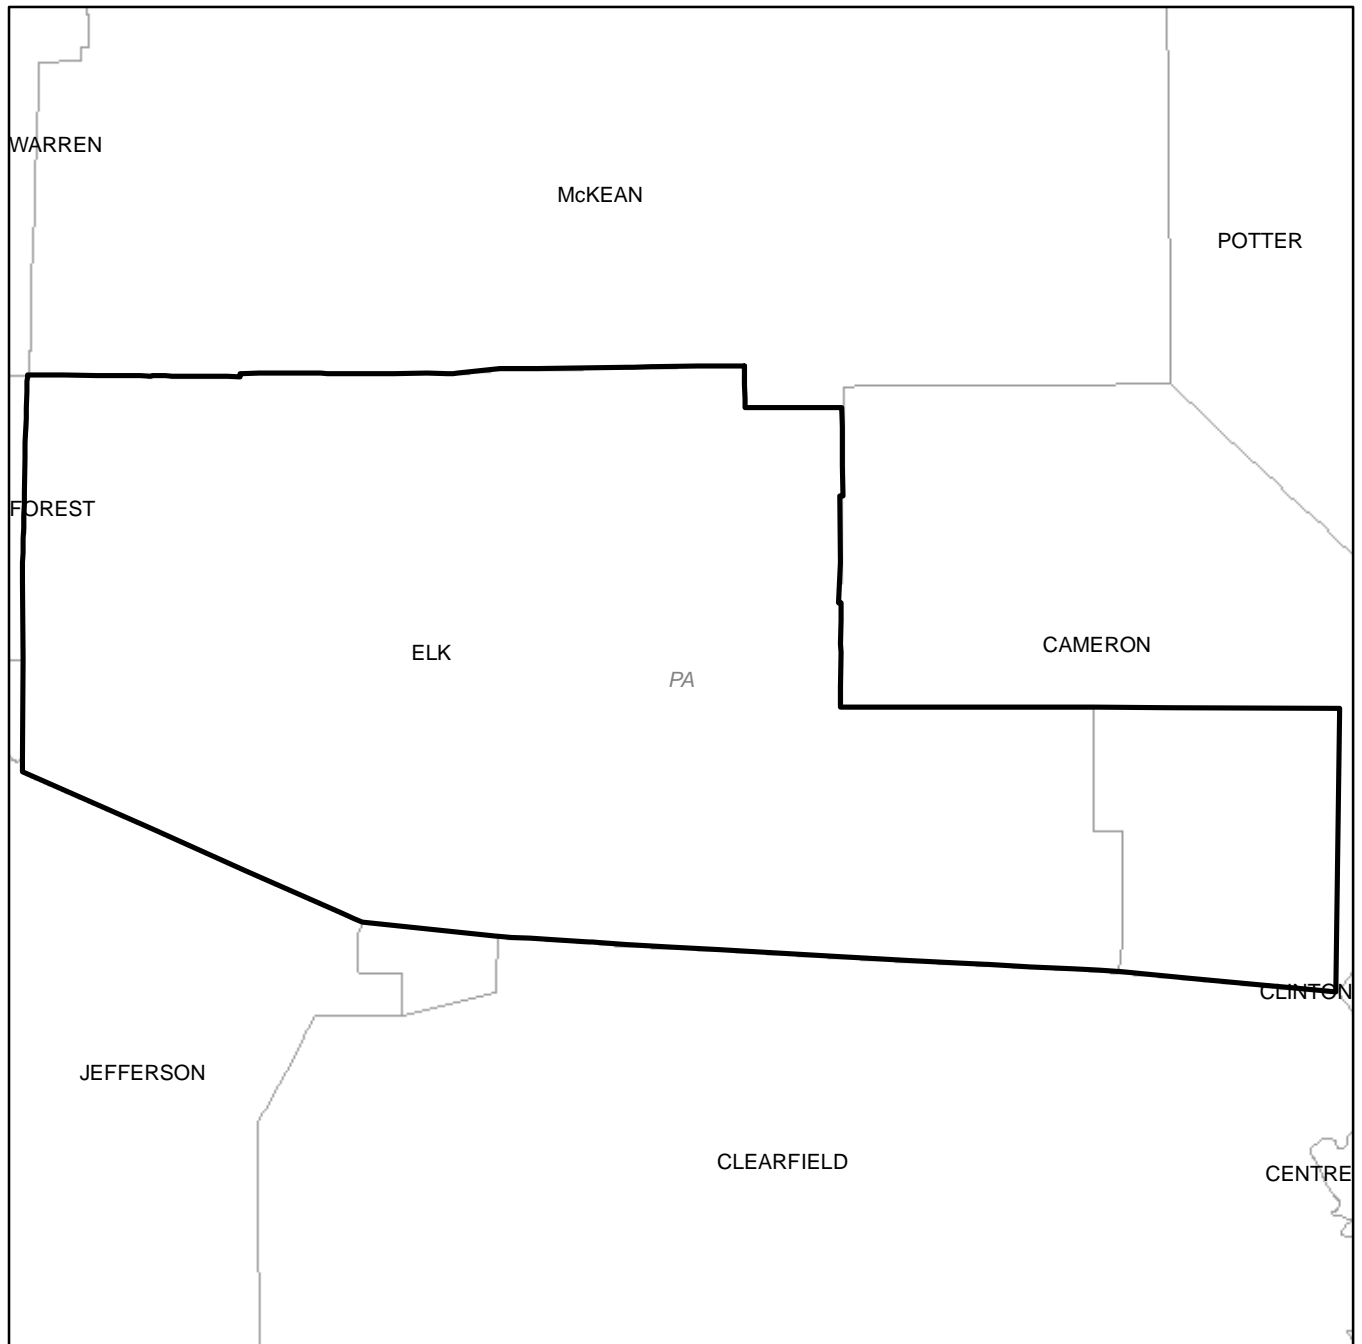 WARREN
McKEAN
POTTER
FOREST
ELK
CAMERON
PA
CLINTON
JEFFERSON
CLEARFIELD
CENTRE